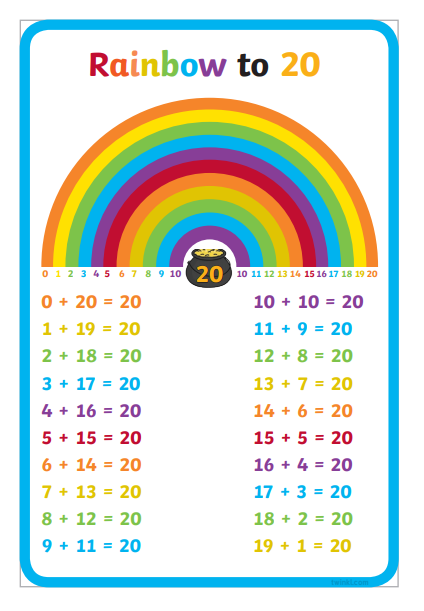 Rainbow to 20
0 1 2 3 4 5 6 7 8 9 10 20 10 11 12 13 14 15 16 17 18 19 20
0 + 20 = 20
1 + 19 = 20
2 + 18 = 20
3 + 17 = 20
4 + 16 = 20
5 + 15 = 20
6 + 14 = 20
7 + 13 = 20
8 + 12 = 20
9 + 11 = 20
10 + 10 = 20
11 + 9 = 20
12 + 8 = 20
13 + 7 = 20
14 + 6 = 20
15 + 5 = 20
16 + 4 = 20
17 + 3 = 20
18 + 2 = 20
19 + 1 = 20
twinkl.com